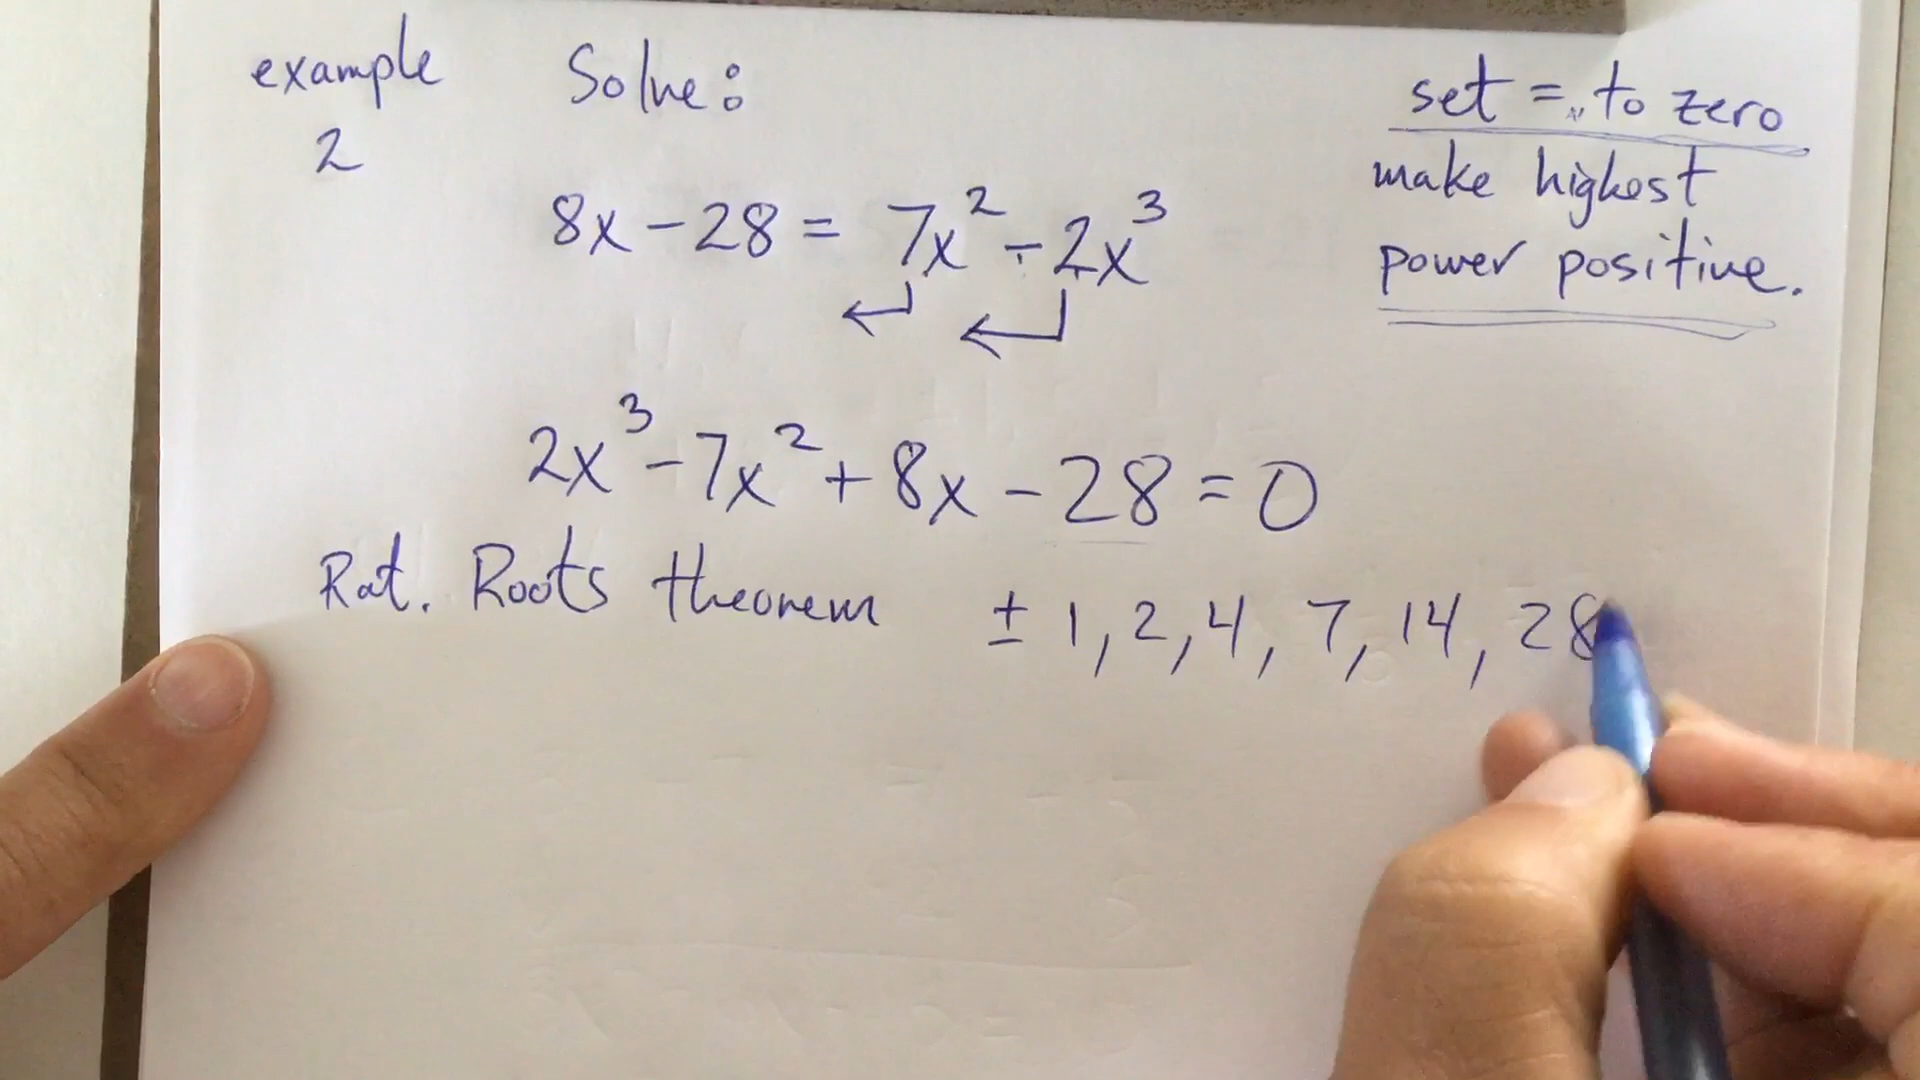 example
2
Solve:
set = to zero
make highest
power positive.
8x - 28 = 7x² - 2x³
2x³ - 7x² + 8x - 28 = 0
Rat. Roots theorem ± 1, 2, 4, 7, 14, 28